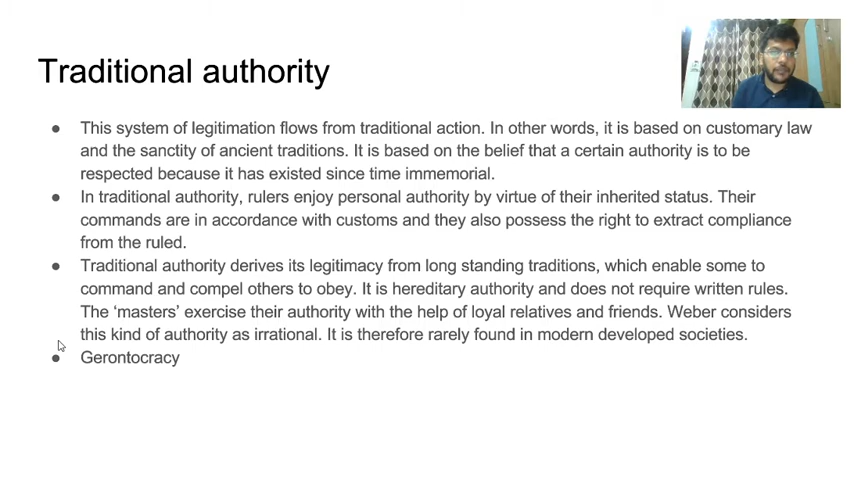 Traditional authority
● This system of legitimation flows from traditional action. In other words, it is based on customary law
and the sanctity of ancient traditions. It is based on the belief that a certain authority is to be
respected because it has existed since time immemorial.
● In traditional authority, rulers enjoy personal authority by virtue of their inherited status. Their
commands are in accordance with customs and they also possess the right to extract compliance
from the ruled.
● Traditional authority derives its legitimacy from long standing traditions, which enable some to
command and compel others to obey. It is hereditary authority and does not require written rules.
The ‘masters’ exercise their authority with the help of loyal relatives and friends. Weber considers
this kind of authority as irrational. It is therefore rarely found in modern developed societies.
● Gerontocracy